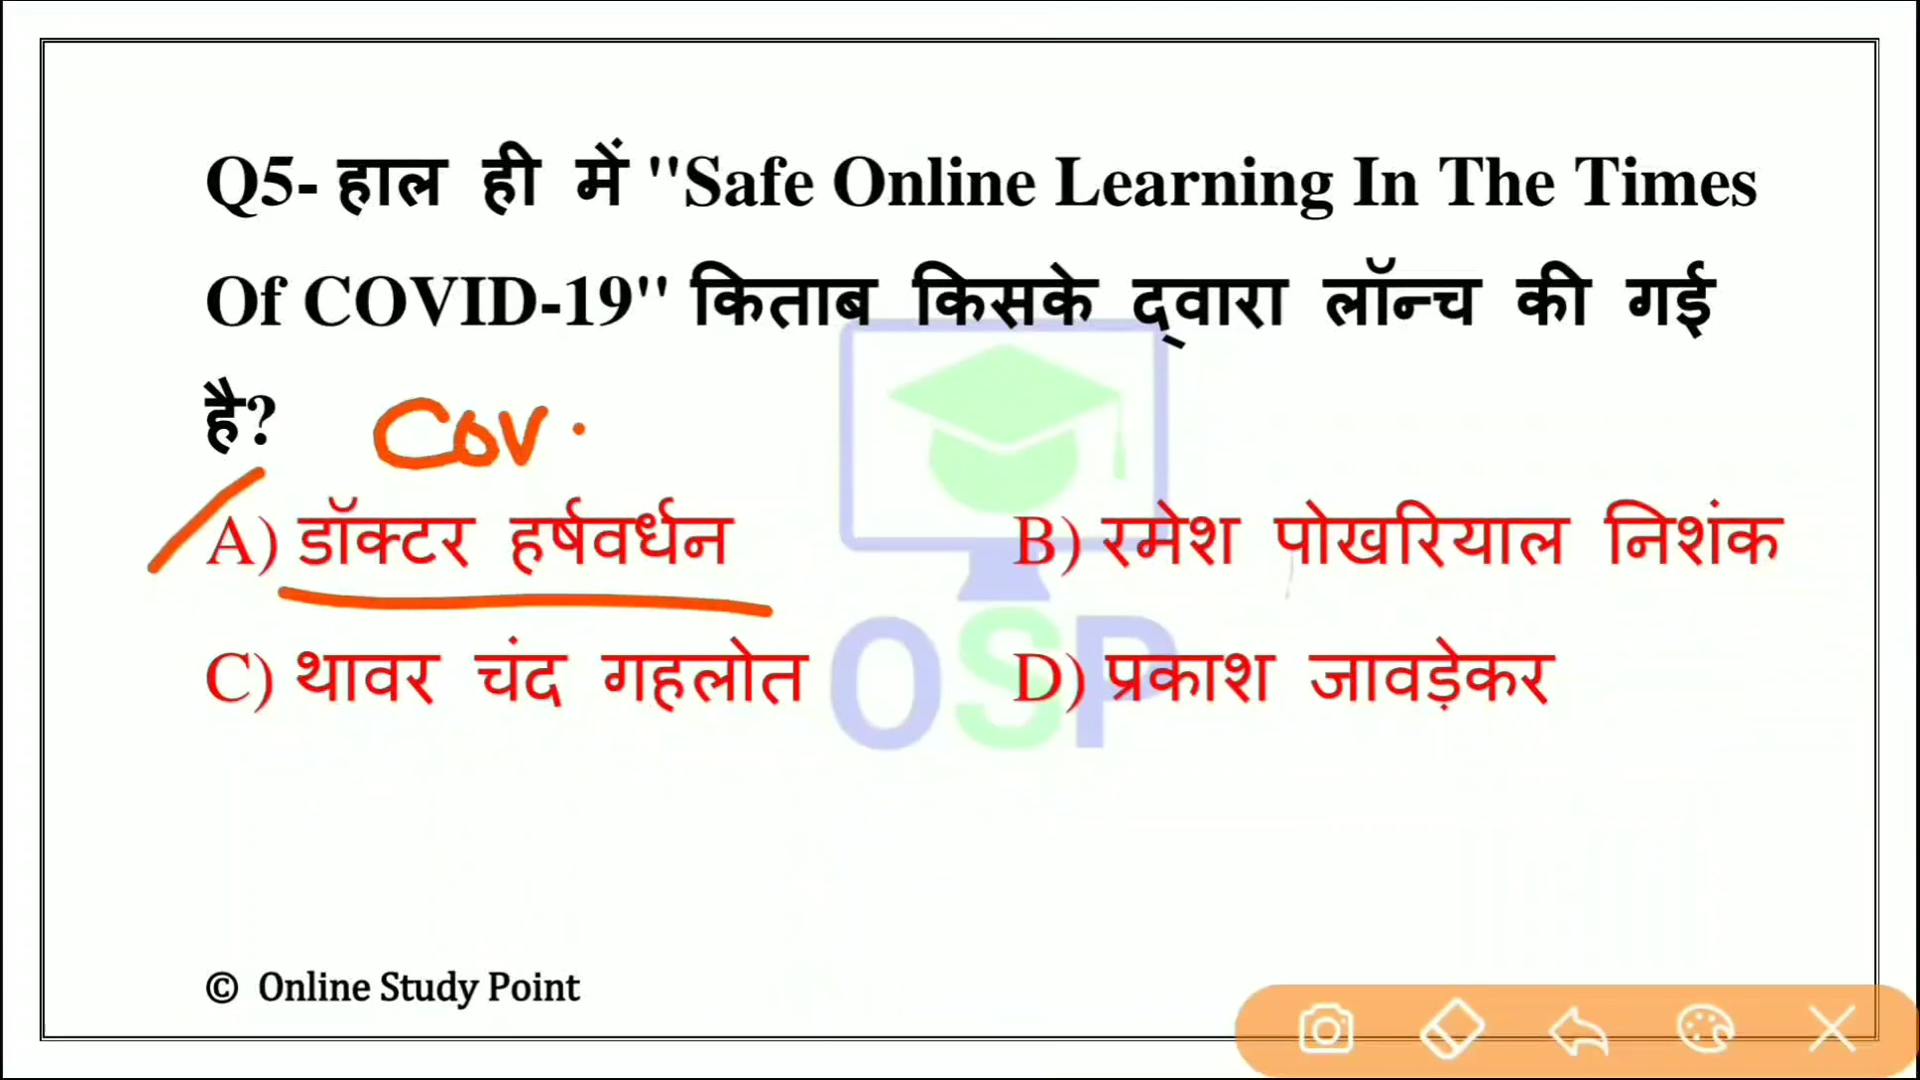 Q5- हाल ही में "Safe Online Learning In The Times
Of COVID-19" किताब किसके द्वारा लॉन्च की गई
है? Cov
A) डॉक्टर हर्षवर्धन B) रमेश पोखरियाल निशंक
C) थावर चंद गहलोत D) प्रकाश जावड़ेकर
OSP
© Online Study Point